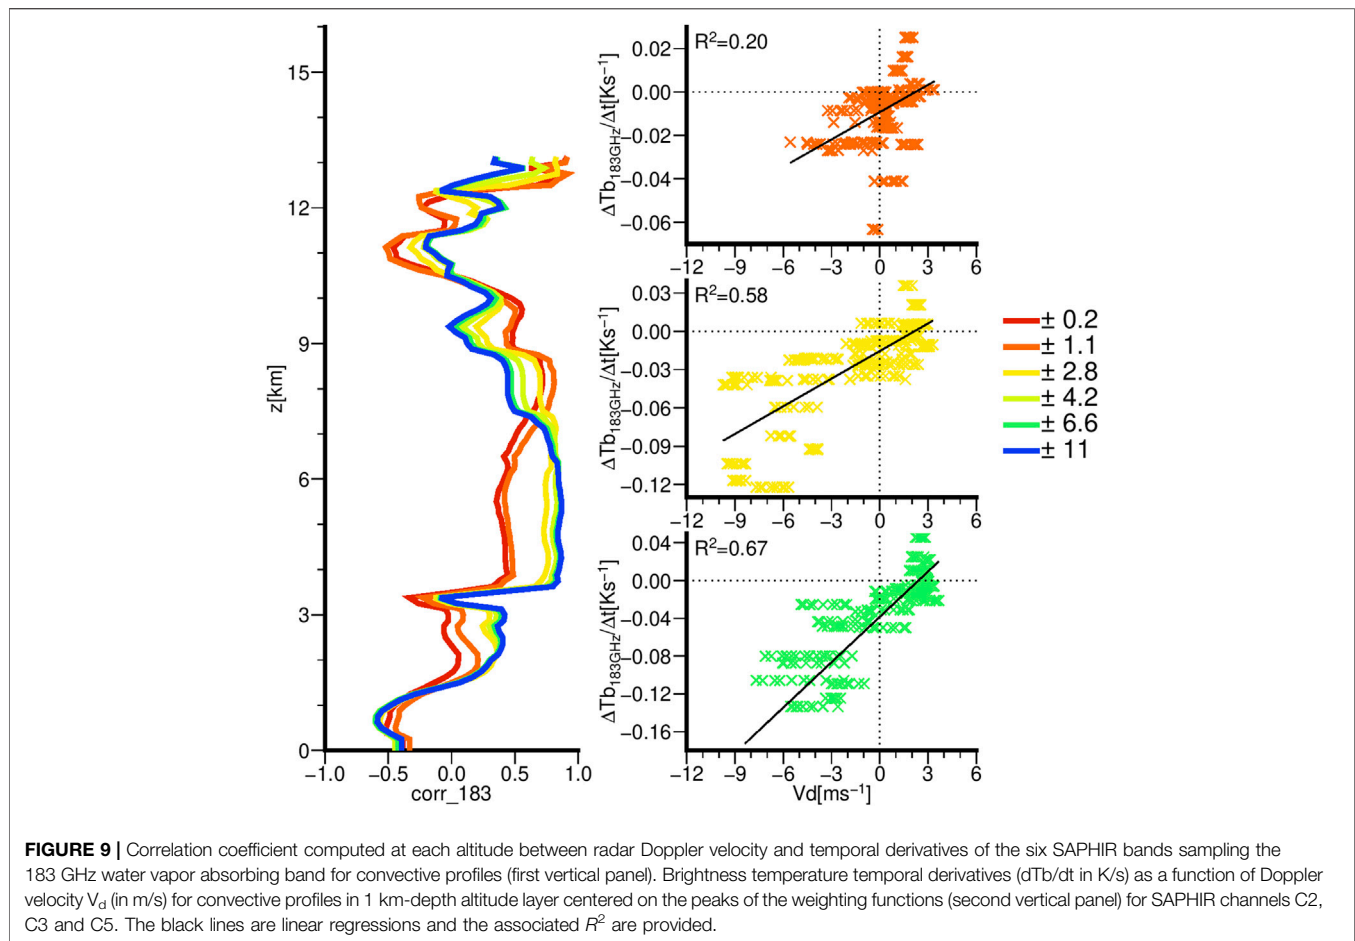 15
12
9
6
3
0
z[km]
−1.0 −0.5 0.0 0.5 1.0
corr_183
R²=0.20
0.02
0.00
−0.02
−0.04
−0.06
ΔTb183GHz/Δt[Ks⁻¹]
−12 −9 −6 −3 0 3 6
R²=0.58
0.03
0.00
−0.03
−0.06
−0.09
−0.12
ΔTb183GHz/Δt[Ks⁻¹]
−12 −9 −6 −3 0 3 6
R²=0.67
0.04
0.00
−0.04
−0.08
−0.12
−0.16
ΔTb183GHz/Δt[Ks⁻¹]
−12 −9 −6 −3 0 3 6
Vd[ms⁻¹]
± 0.2
± 1.1
± 2.8
± 4.2
± 6.6
± 11
FIGURE 9 | Correlation coefficient computed at each altitude between radar Doppler velocity and temporal derivatives of the six SAPHIR bands sampling the
183 GHz water vapor absorbing band for convective profiles (first vertical panel). Brightness temperature temporal derivatives (dTb/dt in K/s) as a function of Doppler
velocity Vd (in m/s) for convective profiles in 1 km-depth altitude layer centered on the peaks of the weighting functions (second vertical panel) for SAPHIR channels C2,
C3 and C5. The black lines are linear regressions and the associated R² are provided.